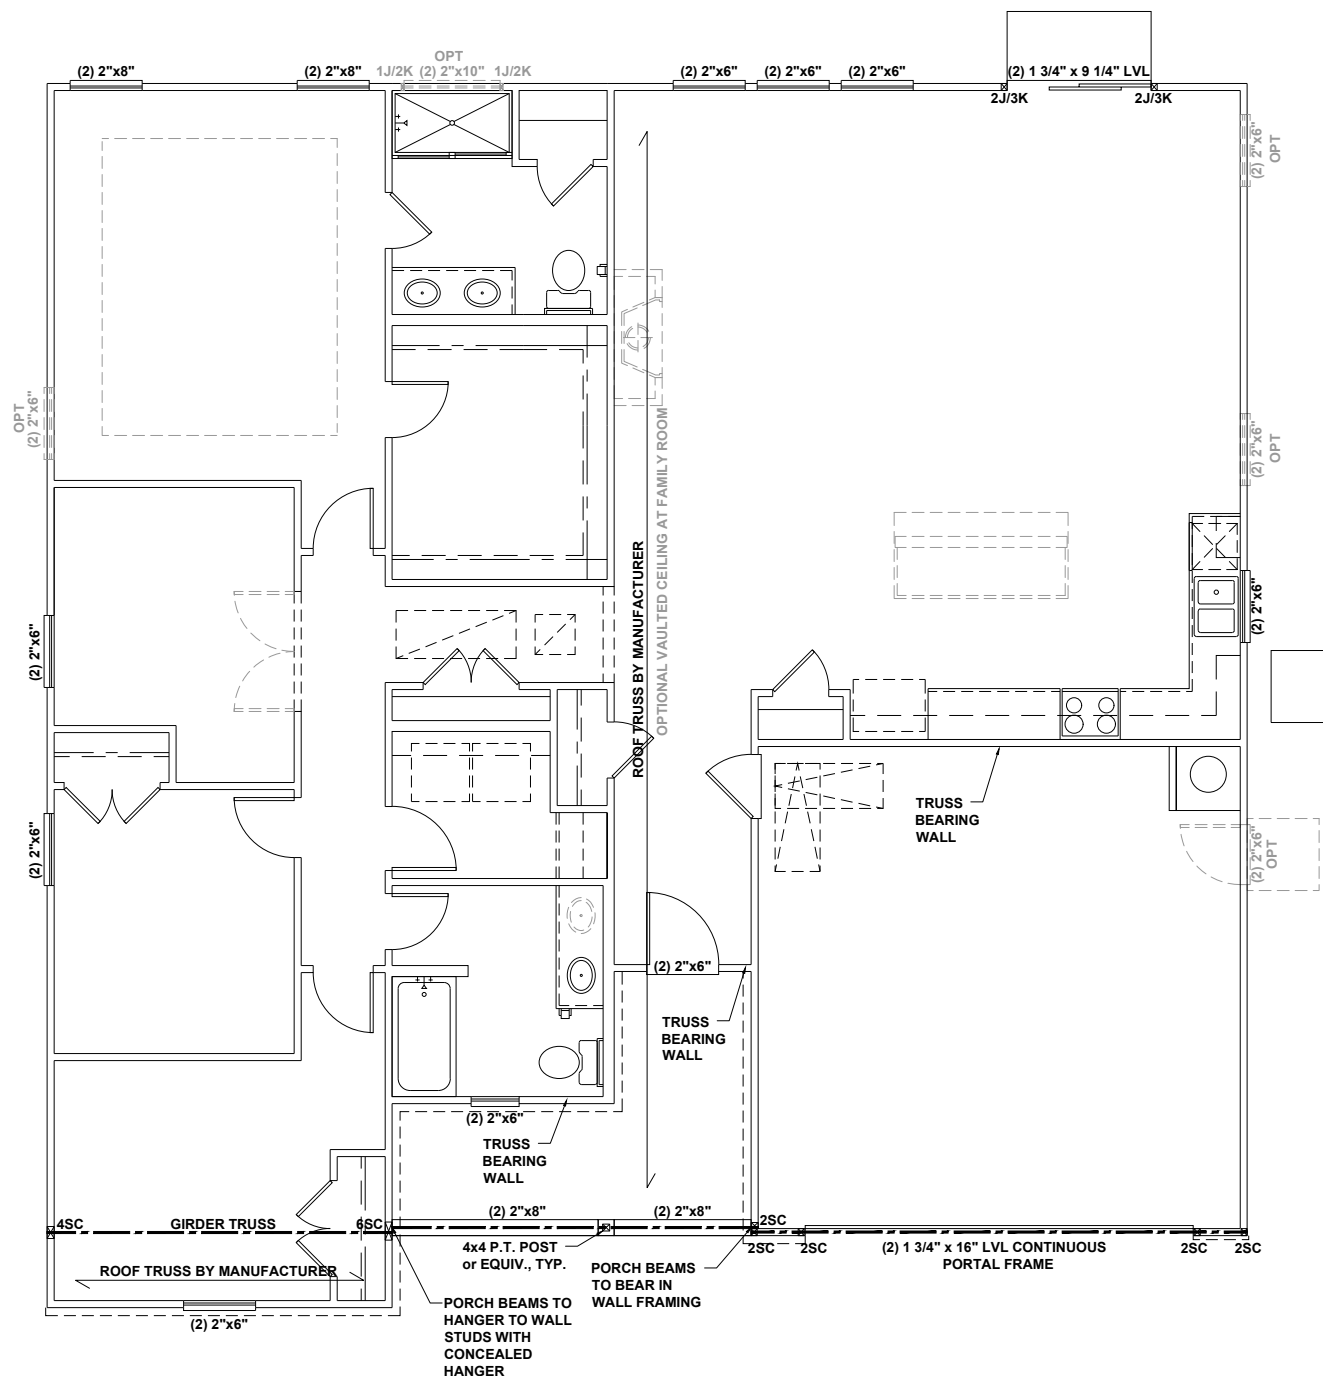 OPT
(2) 2"x8"
(2) 2"x8"
1J/2K
(2) 2"x10"
1J/2K
(2) 2"x6"
(2) 2"x6"
(2) 2"x6"
(2) 1 3/4" x 9 1/4" LVL
2J/3K
2J/3K
(2) 2"x6"
OPT
OPT
(2) 2"x6"
(2) 2"x6"
OPT
OPTIONAL VAULTED CEILING AT FAMILY ROOM
ROOF TRUSS BY MANUFACTURER
(2) 2"x6"
(2) 2"x6"
(2) 2"x6"
TRUSS
BEARING
WALL
(2) 2"x6"
OPT
(2) 2"x6"
TRUSS
BEARING
WALL
(2) 2"x6"
TRUSS
BEARING
WALL
4SC
GIRDER TRUSS
6SC
(2) 2"x8"
(2) 2"x8"
2SC
4x4 P.T. POST
or EQUIV., TYP.
2SC
2SC
(2) 1 3/4" x 16" LVL CONTINUOUS
PORTAL FRAME
2SC
2SC
PORCH BEAMS
TO BEAR IN
WALL FRAMING
ROOF TRUSS BY MANUFACTURER
(2) 2"x6"
PORCH BEAMS TO
HANGER TO WALL
STUDS WITH
CONCEALED
HANGER